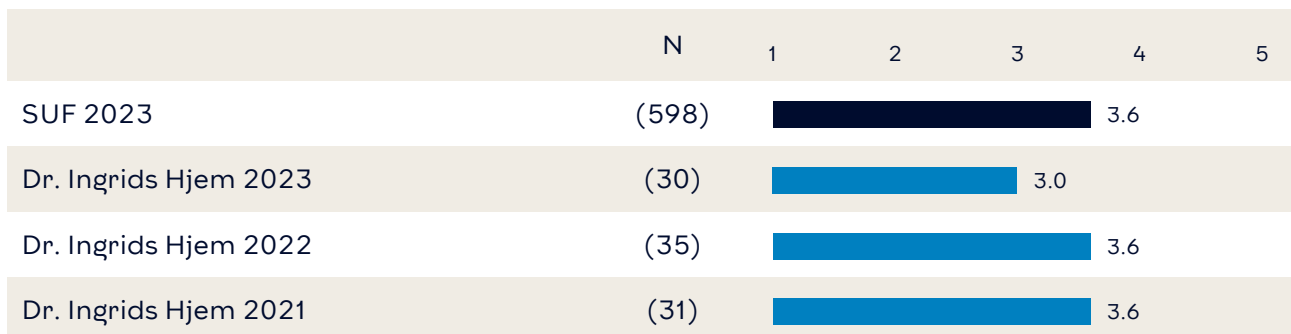 N 1 2 3 4 5
SUF 2023 (598) 3.6
Dr. Ingrids Hjem 2023 (30) 3.0
Dr. Ingrids Hjem 2022 (35) 3.6
Dr. Ingrids Hjem 2021 (31) 3.6